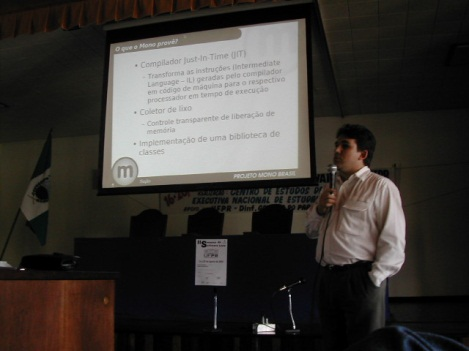 O que o Mono provê?
• Compilador Just-In-Time (JIT)
– Transforma as instruções (Intermediate
Language - IL) geradas pelo compilador
em código de máquina para o respectivo
processador em tempo de execução
• Coletor de lixo
– Controle transparente de liberação de
memória
• Implementação de uma biblioteca de
classes
m
PROJETO MONO BRASIL
CENTRO DE ESTUDOS
EXECUTIVA NACIONAL DE ESTU